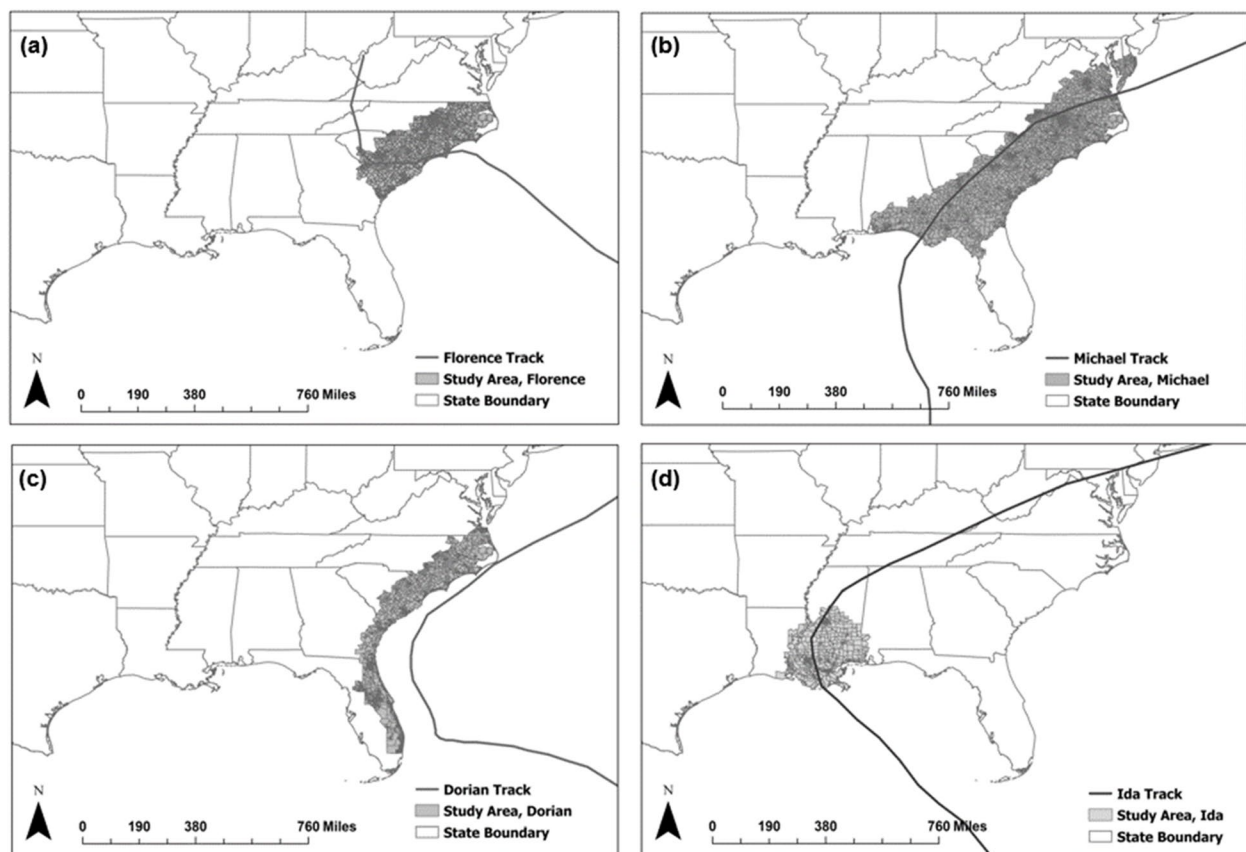 (a)
N
0 190 380 760 Miles
Florence Track
Study Area, Florence
State Boundary
(b)
N
0 190 380 760 Miles
Michael Track
Study Area, Michael
State Boundary
(c)
N
0 190 380 760 Miles
Dorian Track
Study Area, Dorian
State Boundary
(d)
N
0 190 380 760 Miles
Ida Track
Study Area, Ida
State Boundary